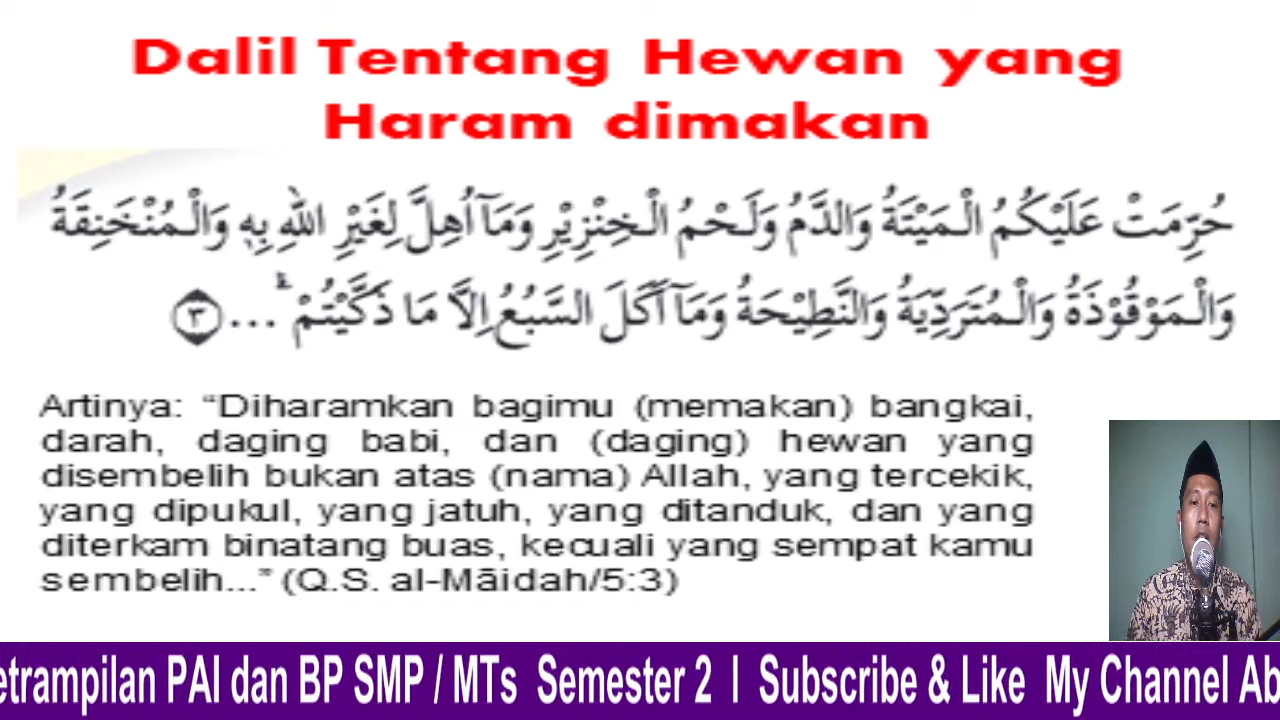 Dalil Tentang Hewan yang
Haram dimakan
حُرِّمَتْ عَلَيْكُمُ الْمَيْتَةُ وَالدَّمُ وَلَحْمُ الْخِنْزِيْرِ وَمَآ اُهِلَّ لِغَيْرِ اللّٰهِ بِهٖ وَالْمُنْخَنِقَةُ
وَالْمَوْقُوْذَةُ وَالْمُتَرَدِّيَةُ وَالنَّطِيْحَةُ وَمَآ اَكَلَ السَّبُعُ اِلَّا مَا ذَكَّيْتُمْۗ ... ٣
Artinya: “Diharamkan bagimu (memakan) bangkai,
darah, daging babi, dan (daging) hewan yang
disembelih bukan atas (nama) Allah, yang tercekik,
yang dipukul, yang jatuh, yang ditanduk, dan yang
diterkam binatang buas, kecuali yang sempat kamu
sembelih...” (Q.S. al-Māidah/5:3)
etrampilan PAI dan BP SMP / MTs Semester 2 I Subscribe & Like My Channel Ab